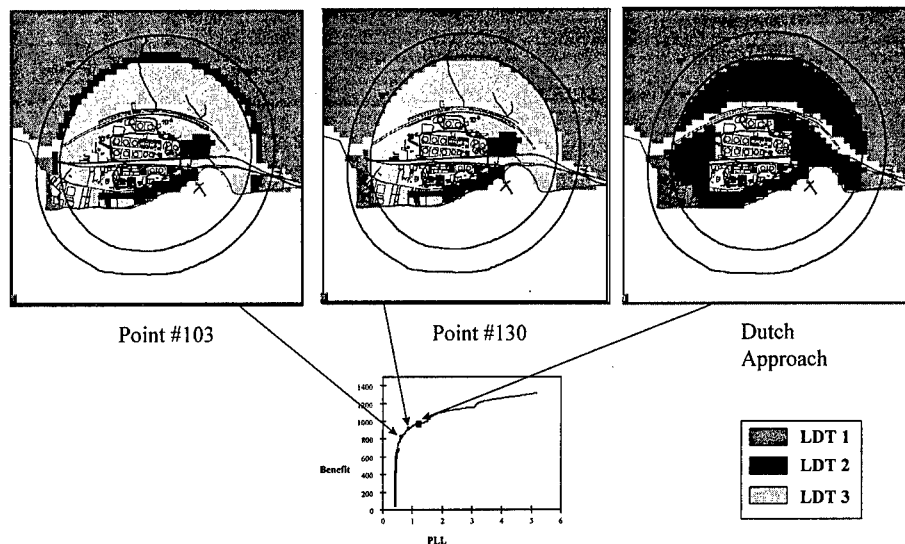 Point #103
Point #130
Dutch
Approach
1400
1200
1000
800
600
400
200
0
Benefit
0 1 2 3 4 5 6
PLL
LDT 1
LDT 2
LDT 3